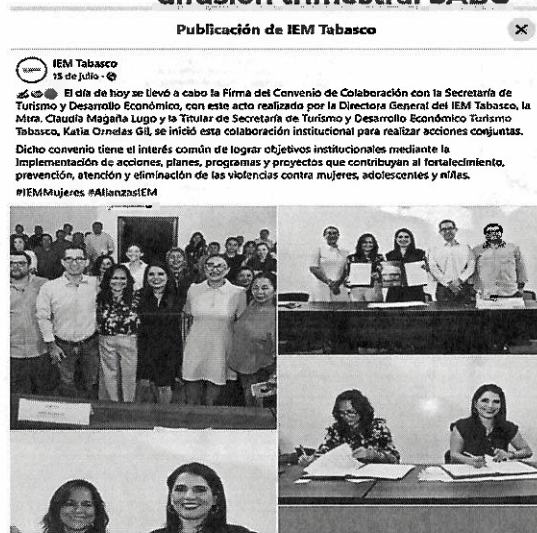 difusión trimestral SABG
Publicación de IEM Tabasco
IEM Tabasco
15 de julio
El día de hoy se llevó a cabo la Firma del Convenio de Colaboración con la Secretaría de
Turismo y Desarrollo Económico, con este acto realizado por la Directora General del IEM Tabasco, la
Mtra. Claudia Magaña Lugo y la Titular de Secretaría de Turismo y Desarrollo Económico Turismo
Tabasco, Katia Ornelas Gil, se inició esta colaboración institucional para realizar acciones conjuntas.
Dicho convenio tiene el interés común de lograr objetivos institucionales mediante la
Implementación de acciones, planes, programas y proyectos que contribuyan al fortalecimiento,
prevención, atención y eliminación de las violencias contra mujeres, adolescentes y niñas.
#IEMMujeres #AlianzasIEM